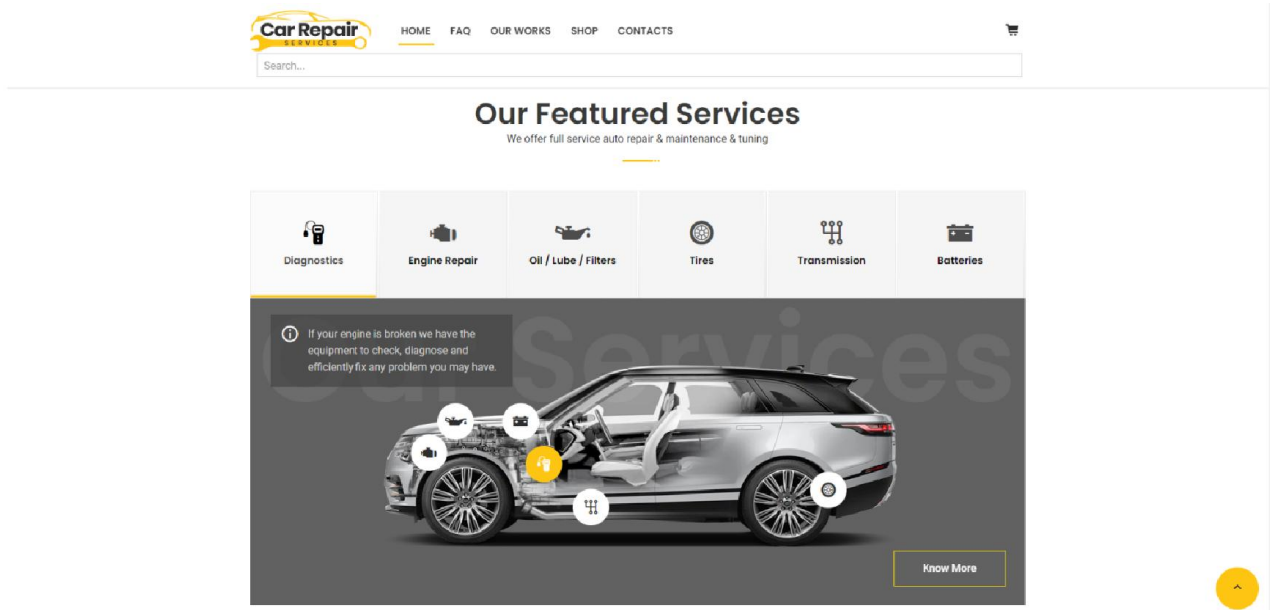 Car Repair
SERVICES
HOME FAQ OUR WORKS SHOP CONTACTS
Search...
Our Featured Services
We offer full service auto repair & maintenance & tuning
Diagnostics Engine Repair Oil / Lube / Filters Tires Transmission Batteries
Our Services
If your engine is broken we have the
equipment to check, diagnose and
efficiently fix any problem you may have.
Know More